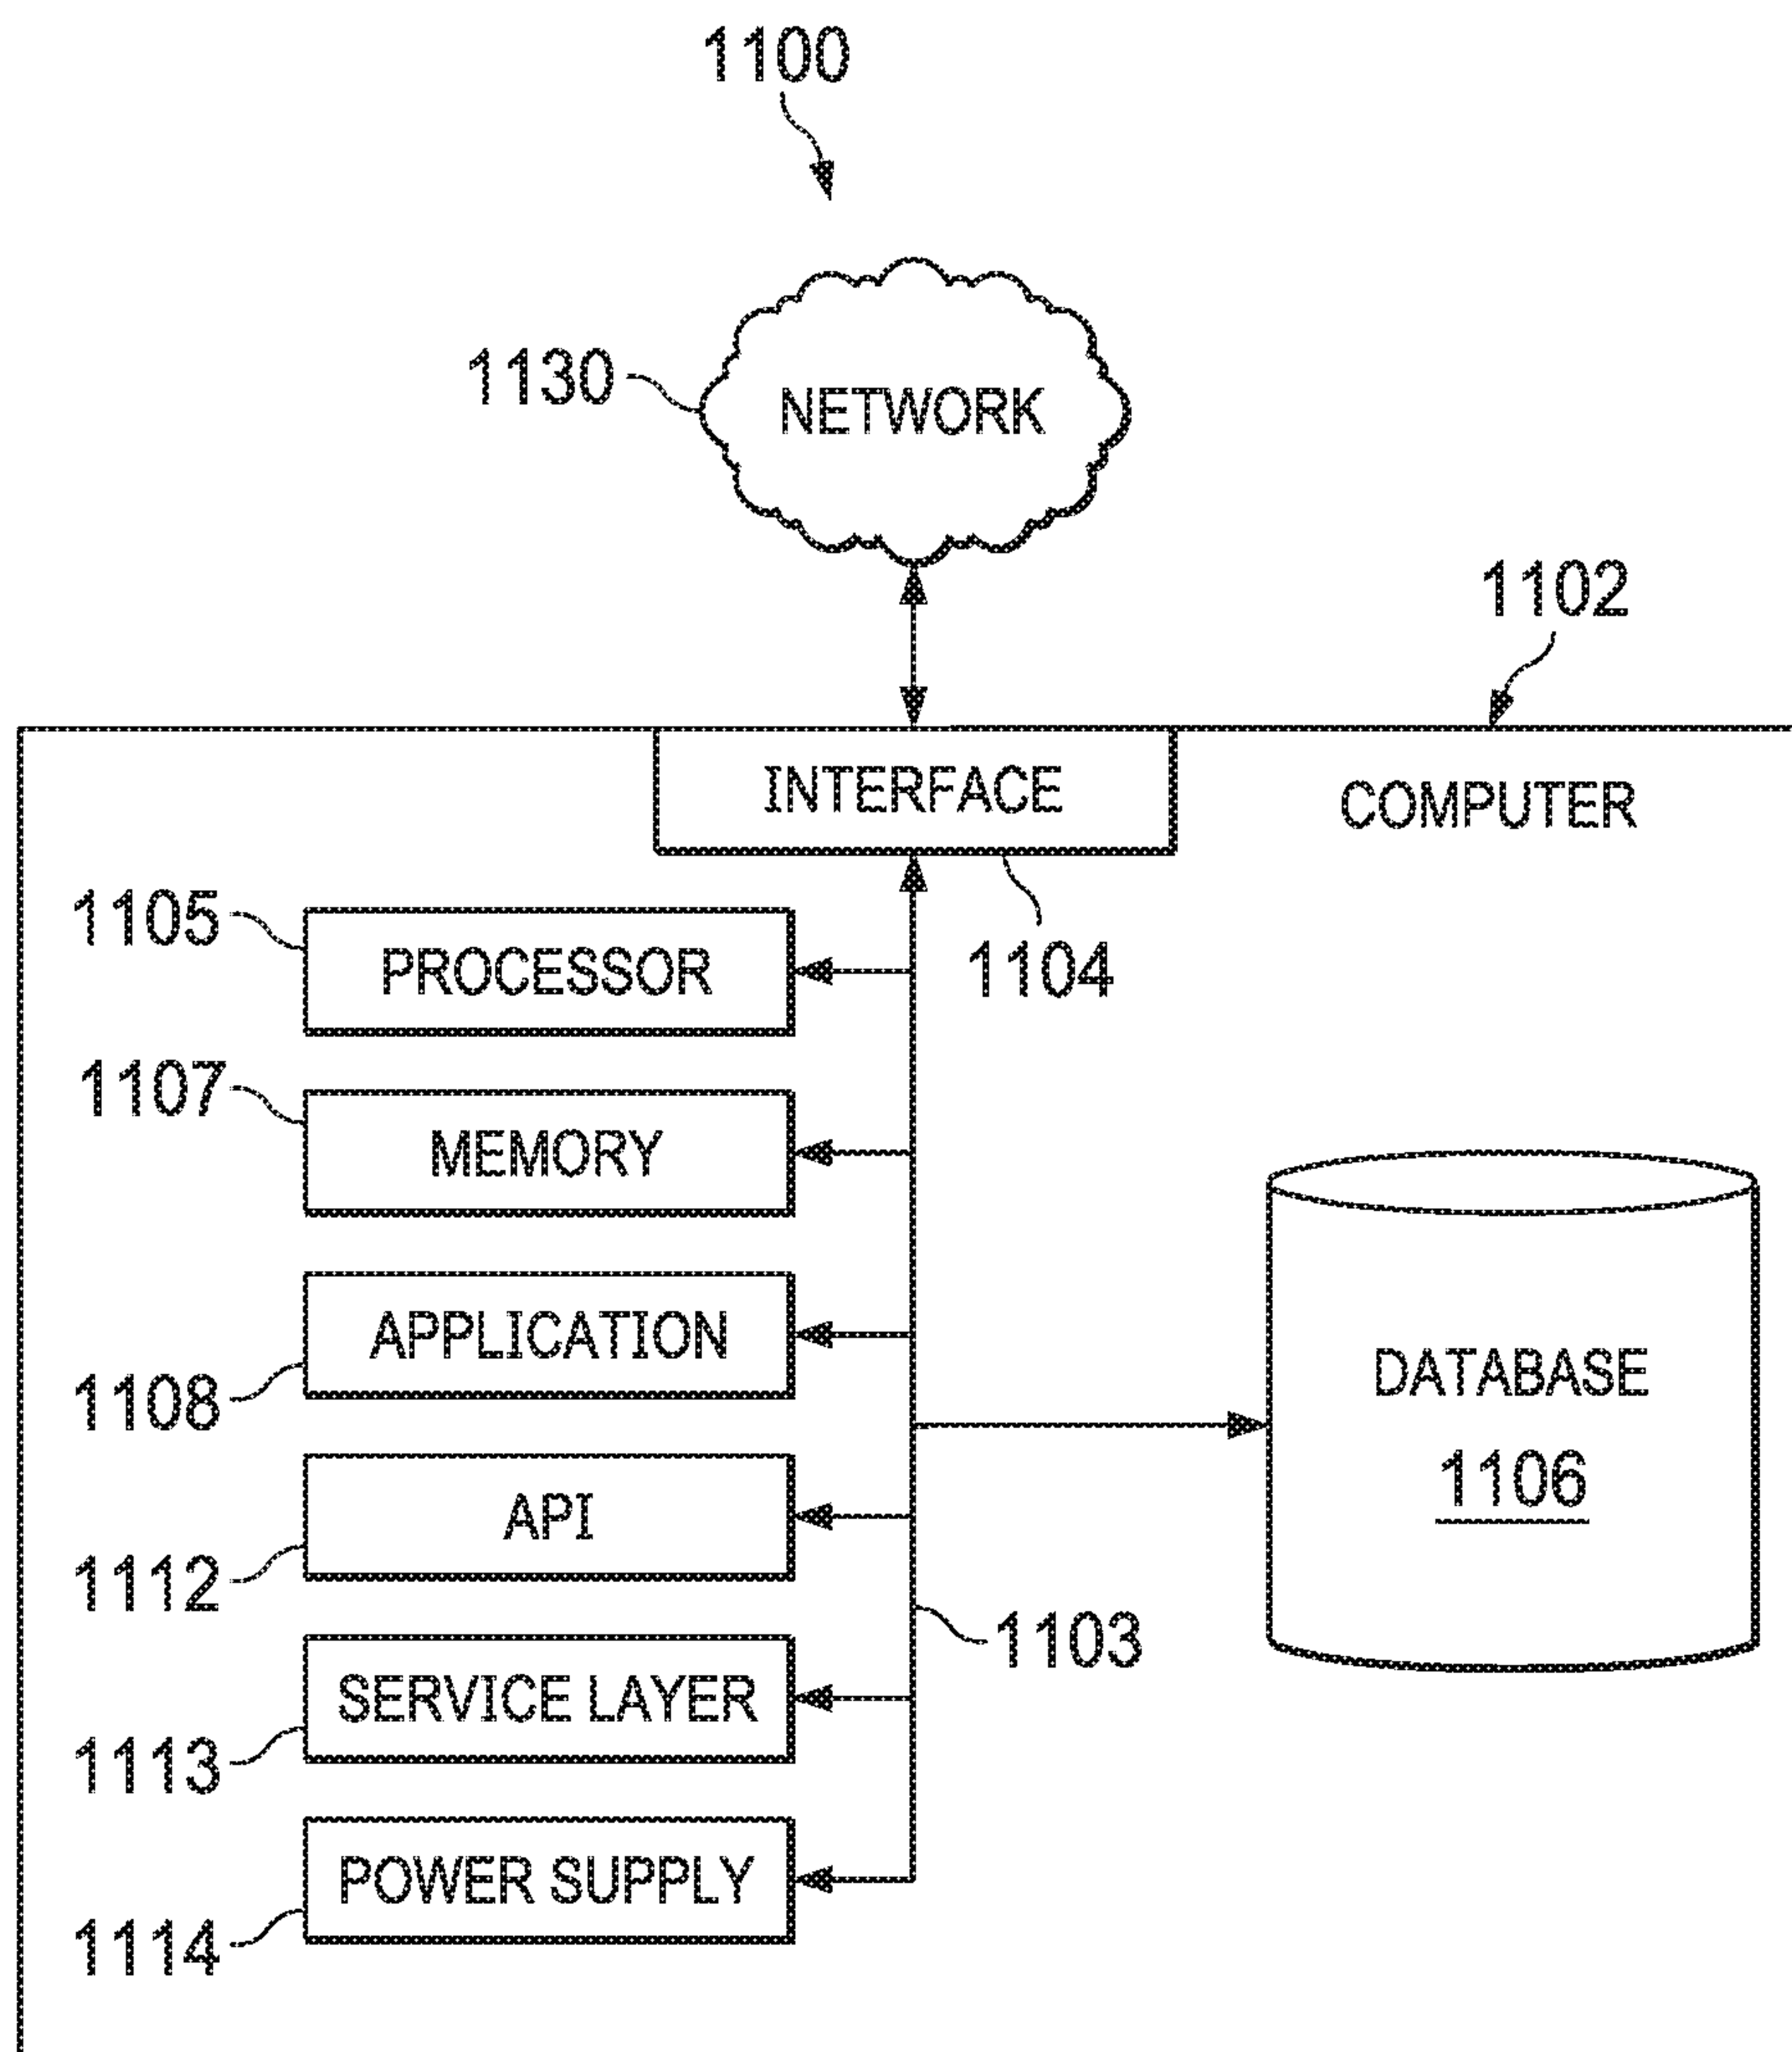 1100
1130
NETWORK
1102
INTERFACE
COMPUTER
1105
PROCESSOR
1104
1107
MEMORY
APPLICATION
1108
DATABASE
1106
API
1112
1103
SERVICE LAYER
1113
POWER SUPPLY
1114